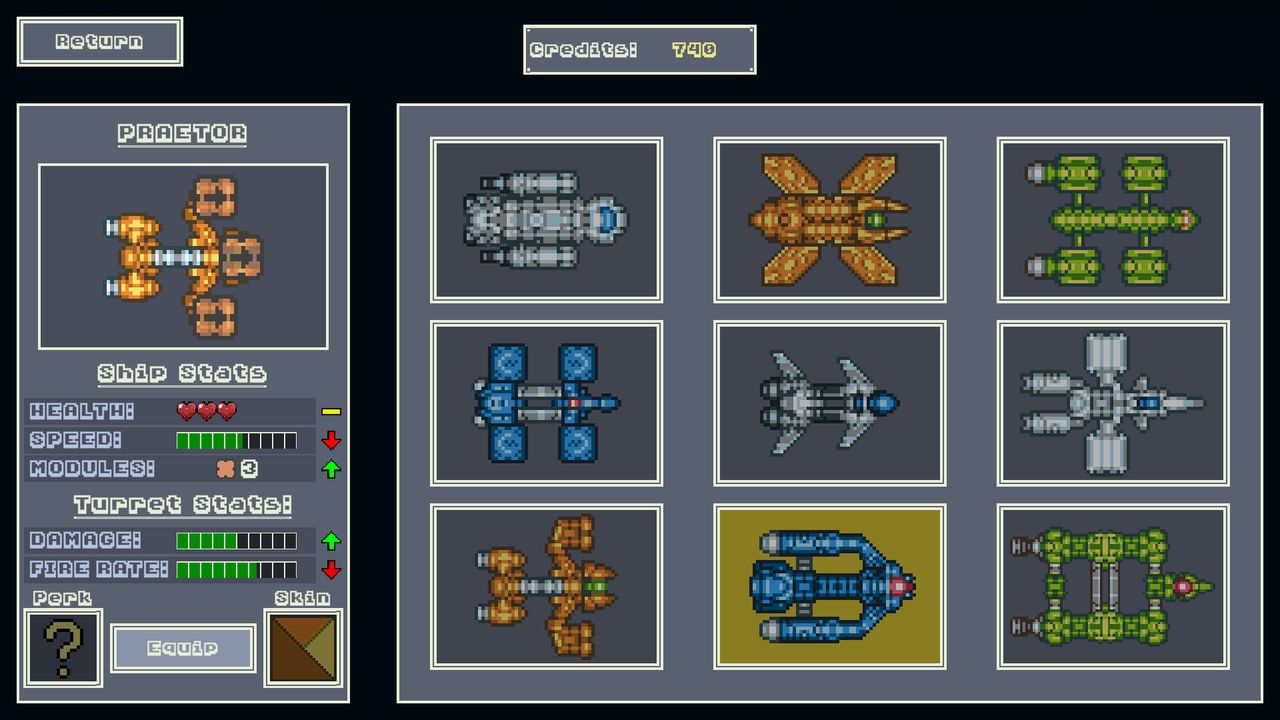 Return
Credits: 740
PRAETOR
Ship Stats
HEALTH:
SPEED:
MODULES: 3
Turret Stats:
DAMAGE:
FIRE RATE:
Perk
Skin
?
Equip